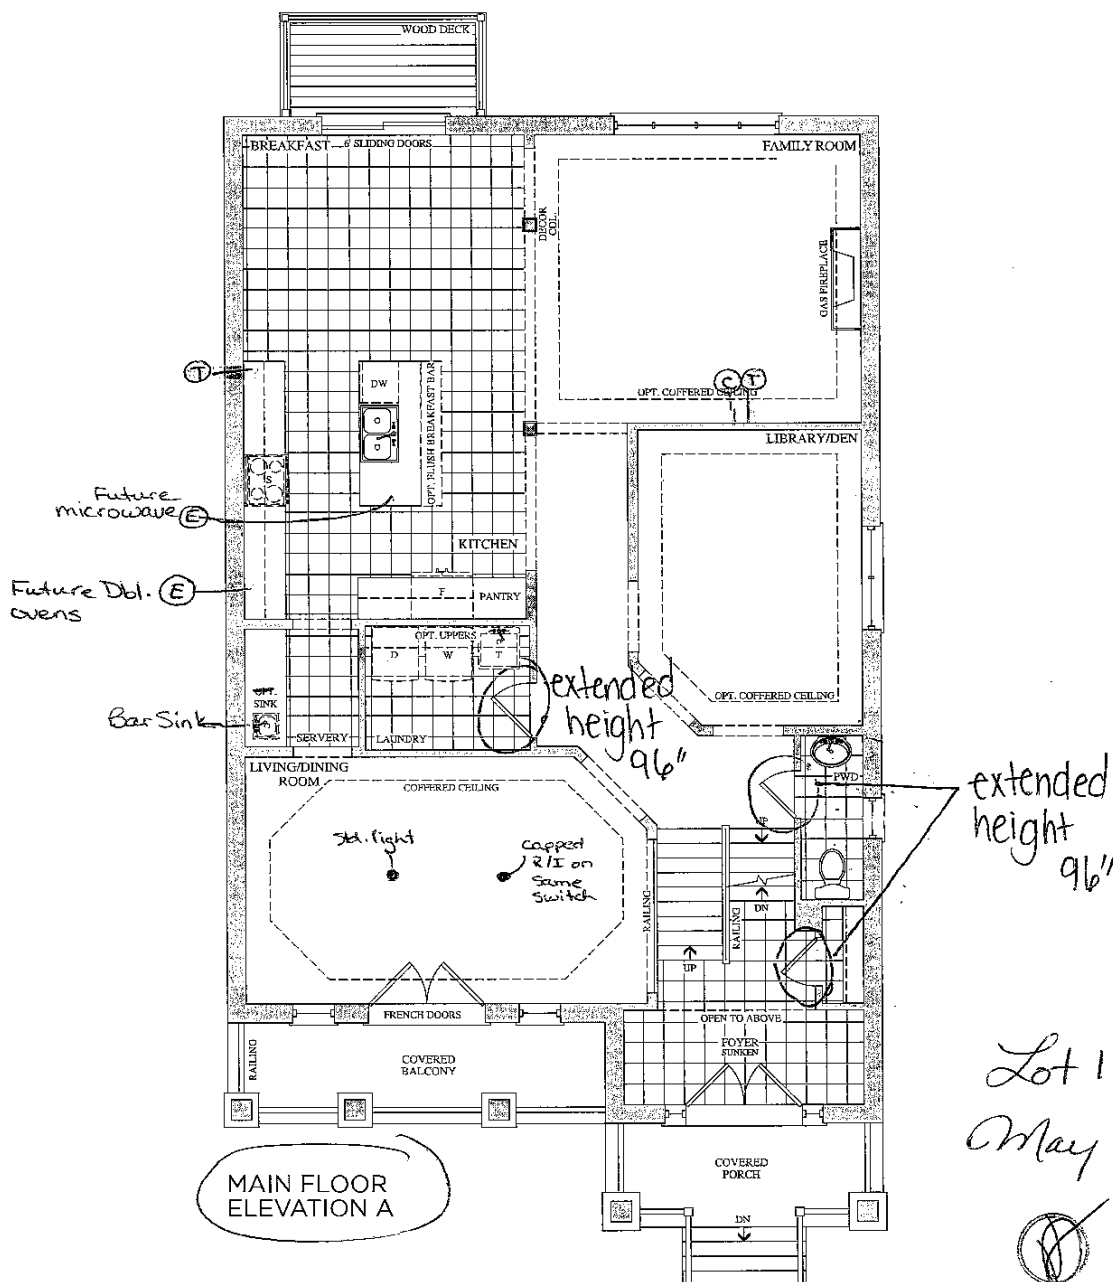 WOOD DECK
BREAKFAST
6' SLIDING DOORS
FAMILY ROOM
DECOR
COL.
GAS FIREPLACE
T
DW
OPT. FLUSH BREAKFAST BAR
C T
OPT. COFFERED CEILING
LIBRARY/DEN
S
Future
microwave E
KITCHEN
Future Dbl. E
ovens
F
PANTRY
OPT. UPPERS
D
W
T
extended
height
96"
OPT. COFFERED CEILING
OPT.
SINK
Bar Sink
SERVERY
LAUNDRY
LIVING/DINING
ROOM
COFFERED CEILING
PWD
extended
height
96"
Std. light
capped
R/I on
same
switch
UP
DN
RAILING
RAILING
UP
FRENCH DOORS
OPEN TO ABOVE
FOYER
SUNKEN
RAILING
COVERED
BALCONY
Lot 1
May
MAIN FLOOR
ELEVATION A
COVERED
PORCH
DN